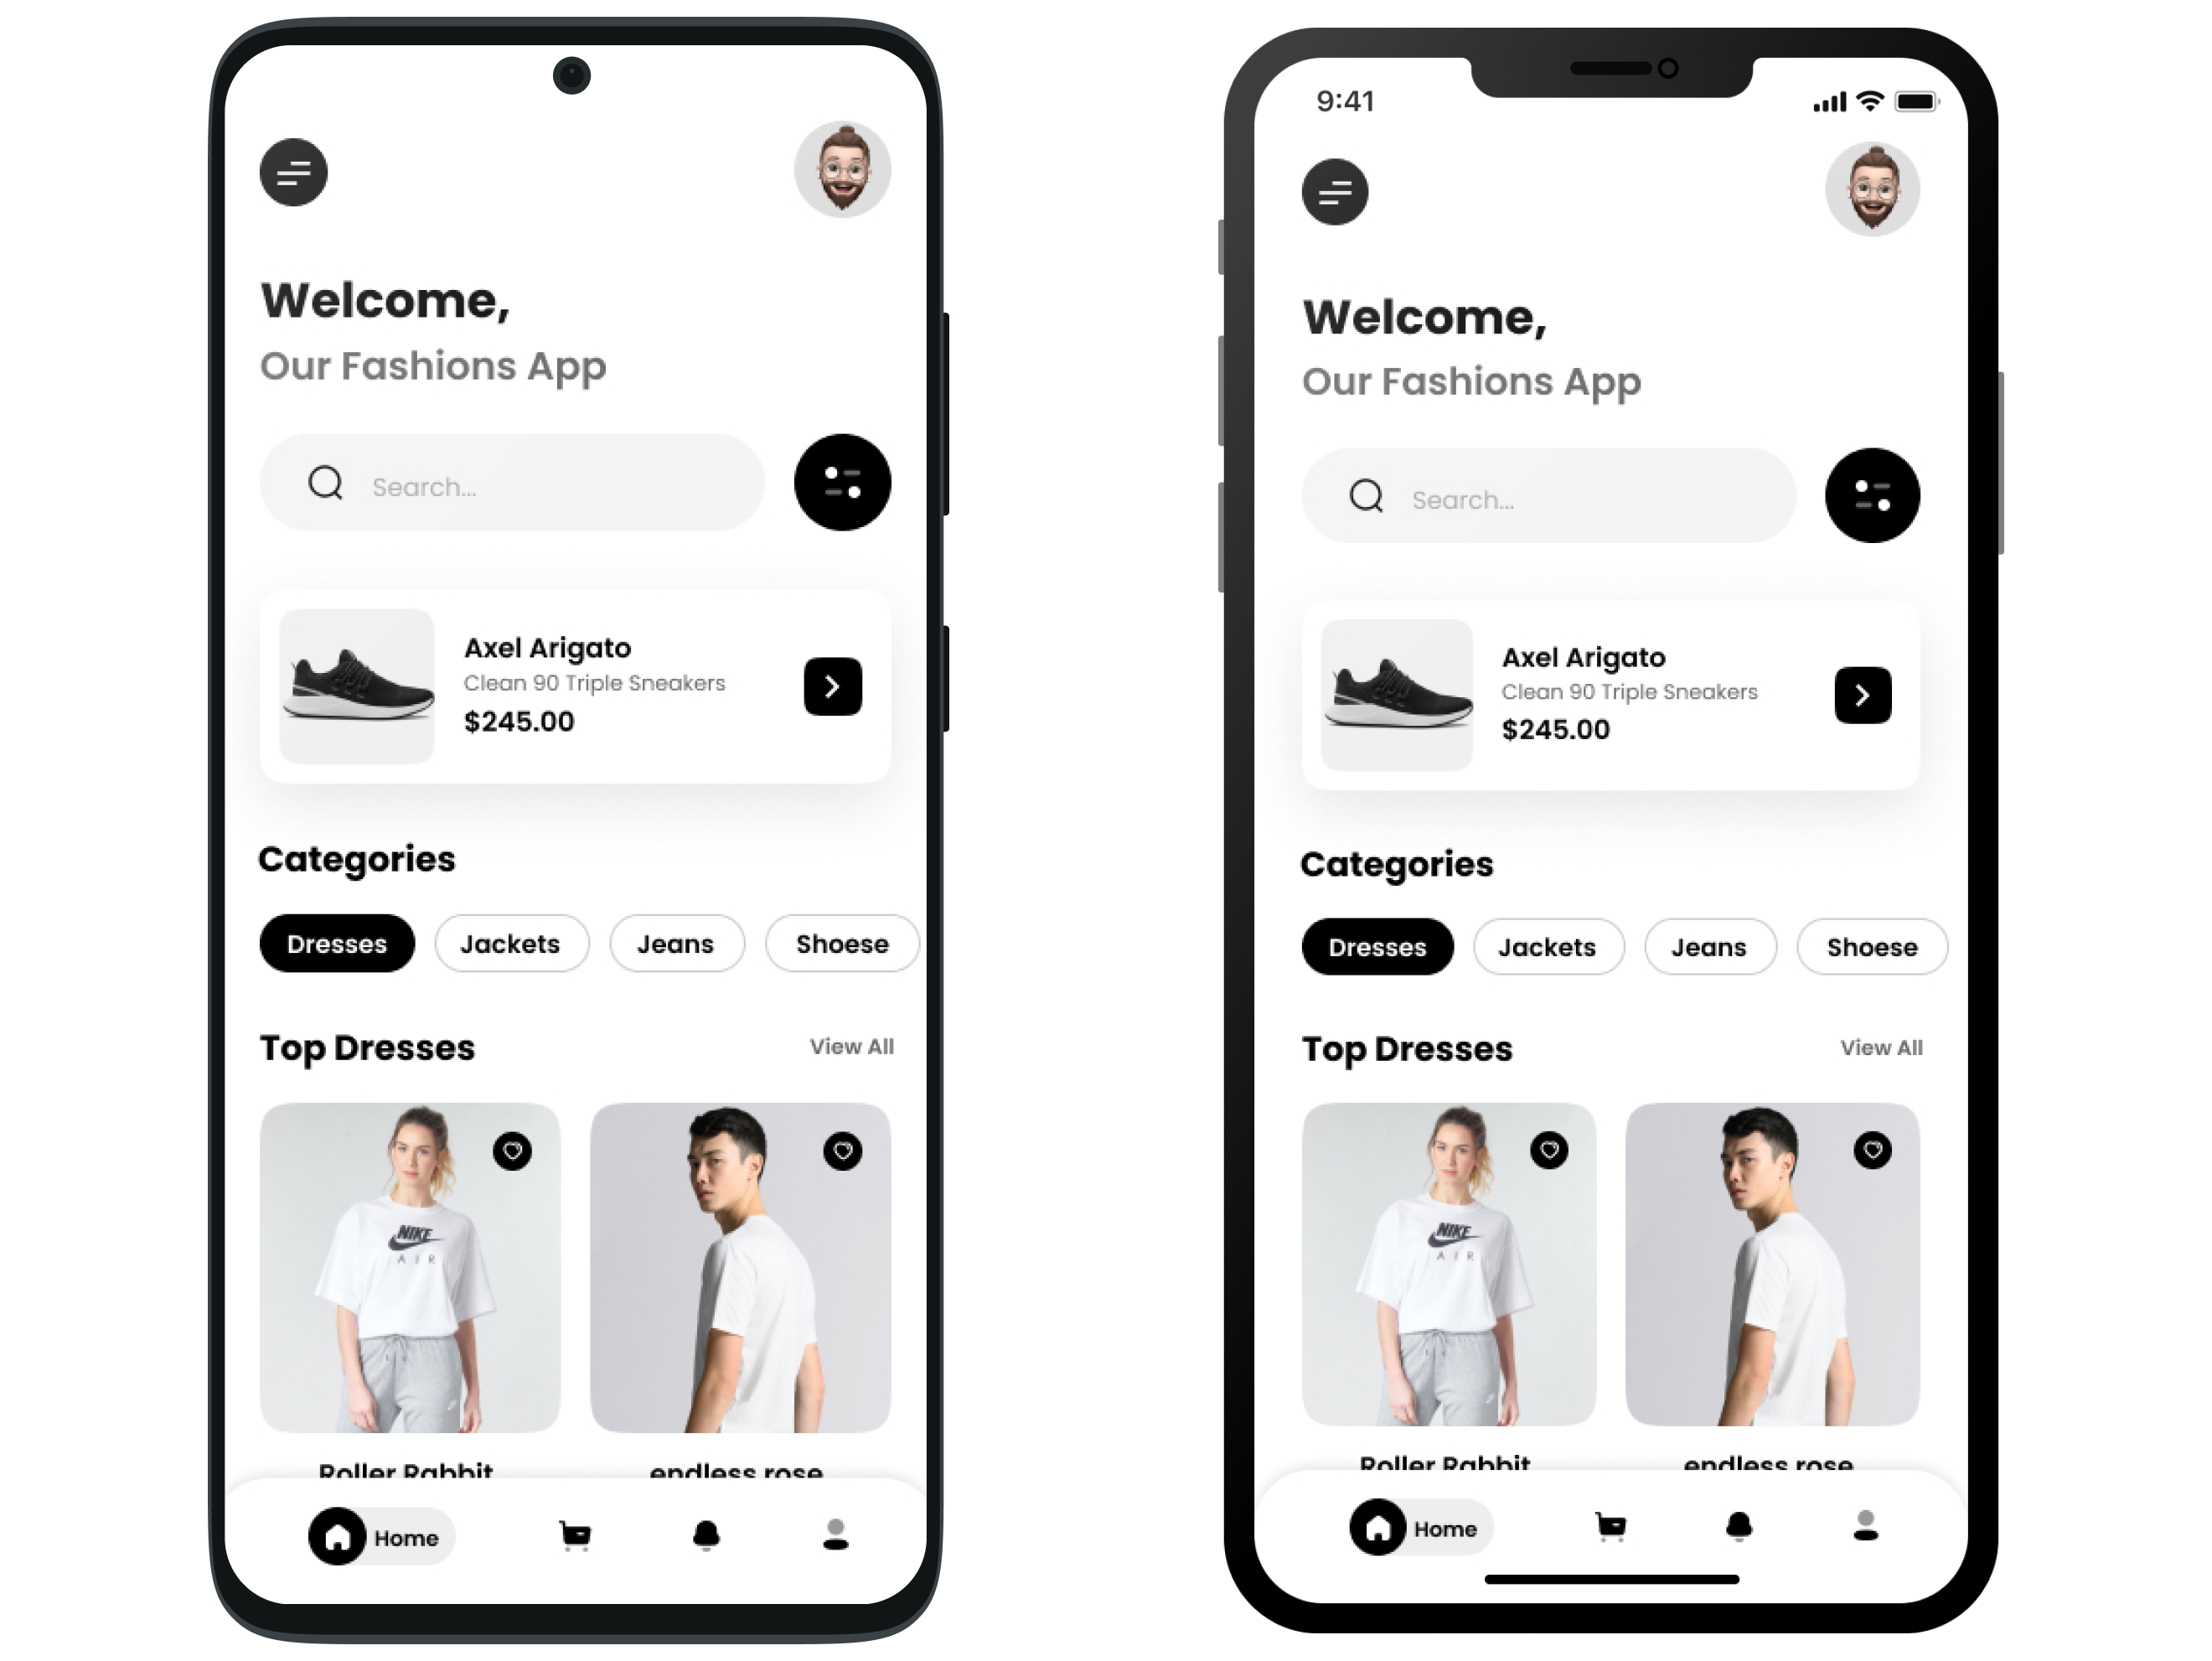 Welcome,
Our Fashions App
Search...
Axel Arigato
Clean 90 Triple Sneakers
$245.00
Categories
Dresses
Jackets
Jeans
Shoese
Top Dresses
View All
NIKE
AIR
Roller Rabbit
endless rose
Home
9:41
Welcome,
Our Fashions App
Search...
Axel Arigato
Clean 90 Triple Sneakers
$245.00
Categories
Dresses
Jackets
Jeans
Shoese
Top Dresses
View All
NIKE
AIR
Roller Rabbit
endless rose
Home